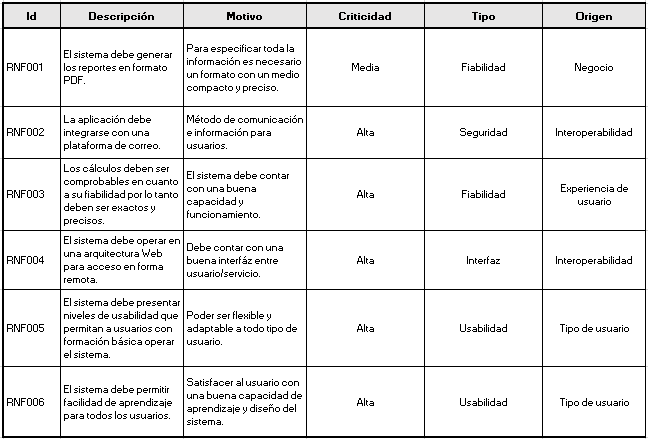 Id Descripción Motivo Criticidad Tipo Origen
RNF001
El sistema debe generar
los reportes en formato
PDF.
Para especificar toda la
información es necesario
un formato con un medio
compacto y preciso.
Media
Fiabilidad
Negocio
RNF002
La aplicación debe
integrarse con una
plataforma de correo.
Método de comunicación
e información para
usuarios.
Alta
Seguridad
Interoperabilidad
RNF003
Los cálculos deben ser
comprobables en cuanto
a su fiabilidad por lo tanto
deben ser exactos y
precisos.
El sistema debe contar
con una buena
capacidad y
funcionamiento.
Alta
Fiabilidad
Experiencia de
usuario
RNF004
El sistema debe operar en
una arquitectura Web
para acceso en forma
remota.
Debe contar con una
buena interfáz entre
usuario/servicio.
Alta
Interfaz
Interoperabilidad
RNF005
El sistema debe presentar
niveles de usabilidad que
permitan a usuarios con
formación básica operar
el sistema.
Poder ser flexible y
adaptable a todo tipo de
usuario.
Alta
Usabilidad
Tipo de usuario
RNF006
El sistema debe permitir
facilidad de aprendizaje
para todos los usuarios.
Satisfacer al usuario con
una buena capacidad de
aprendizaje y diseño del
sistema.
Alta
Usabilidad
Tipo de usuario